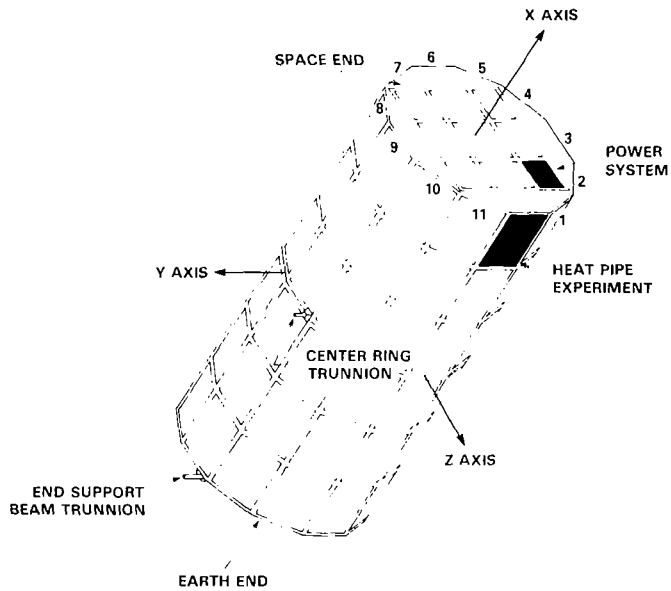 X AXIS
SPACE END
7
6
5
4
8
3
9
POWER
SYSTEM
2
10
11
1
HEAT PIPE
EXPERIMENT
Y AXIS
CENTER RING
TRUNNION
Z AXIS
END SUPPORT
BEAM TRUNNION
EARTH END